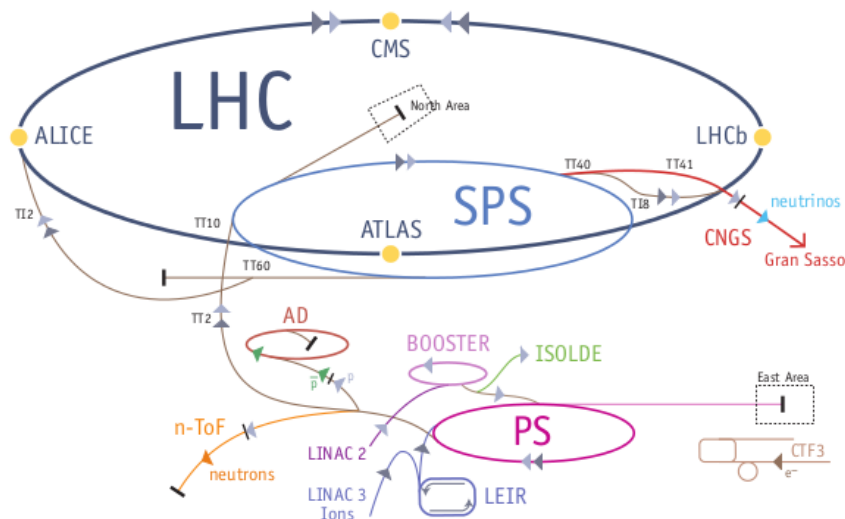 CMS
LHC
North Area
ALICE
LHCb
TT40
TT41
SPS
TI2
TT10
TI8
neutrinos
ATLAS
CNGS
Gran Sasso
TT60
TT2
AD
BOOSTER
ISOLDE
p̅
p
East Area
n-ToF
PS
LINAC 2
neutrons
CTF3
e⁻
LINAC 3
Ions
LEIR